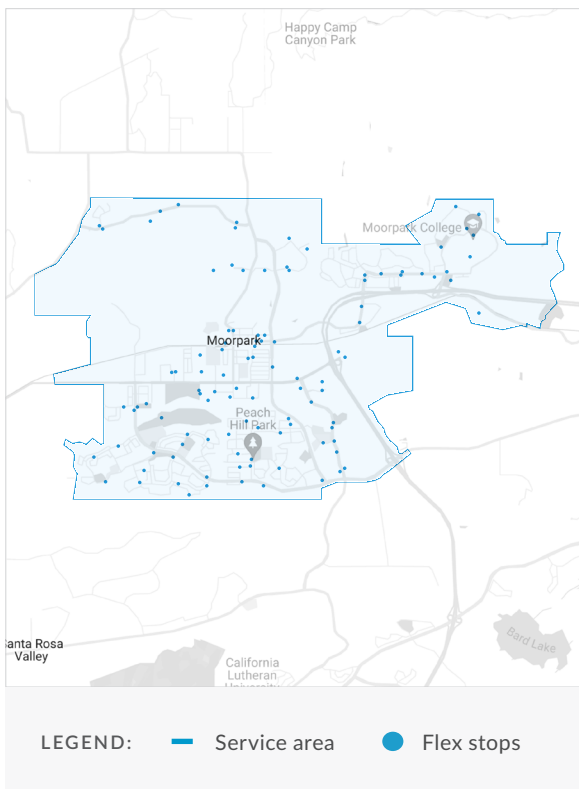 Happy Camp
Canyon Park
Moorpark College
Moorpark
Peach
Hill Park
Santa Rosa
Valley
Bard Lake
California
Lutheran
University
LEGEND:
Service area
Flex stops